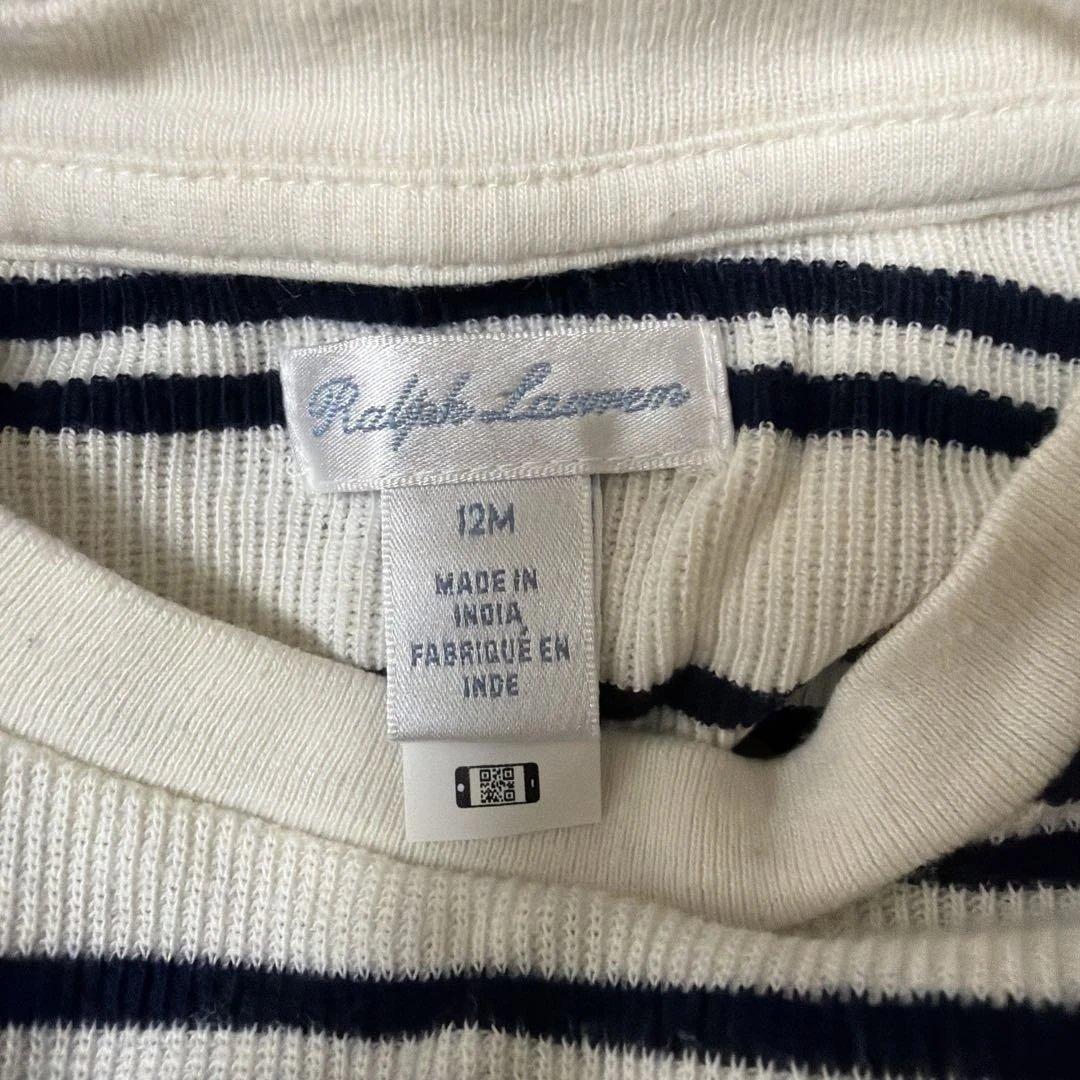 Ralph Lauren
12M
MADE IN
INDIA,
FABRIQUÉ EN
INDE